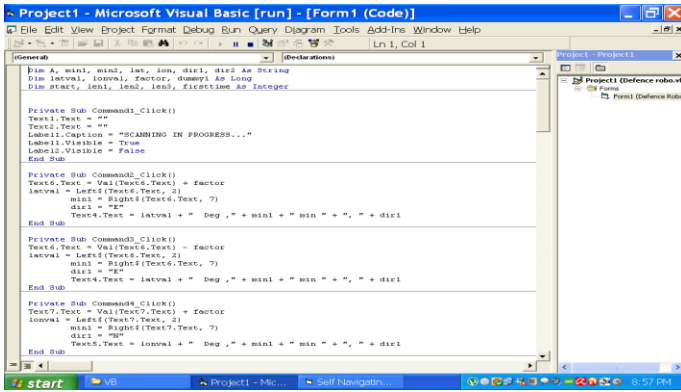 Project1 - Microsoft Visual Basic [run] - [Form1 (Code)]
File Edit View Project Format Debug Run Query Diagram Tools Add-Ins Window Help
Ln 1, Col 1
(General) (Declarations)
Dim A, min1, min2, lat, lon, dir1, dir2 As String
Dim latval, lonval, factor, dummy1 As Long
Dim start, len1, len2, len3, firsttime As Integer
Private Sub Command1_Click()
Text1.Text = ""
Text2.Text = ""
Label1.Caption = "SCANNING IN PROGRESS..."
Label1.Visible = True
Label2.Visible = False
End Sub
Private Sub Command2_Click()
Text6.Text = Val(Text6.Text) + factor
latval = Left$(Text6.Text, 2)
min1 = Right$(Text6.Text, 7)
dir1 = "E"
Text4.Text = latval + " Deg ," + min1 + " min " + ", " + dir1
End Sub
Private Sub Command3_Click()
Text6.Text = Val(Text6.Text) - factor
latval = Left$(Text6.Text, 2)
min1 = Right$(Text6.Text, 7)
dir1 = "E"
Text4.Text = latval + " Deg ," + min1 + " min " + ", " + dir1
End Sub
Private Sub Command4_Click()
Text7.Text = Val(Text7.Text) + factor
lonval = Left$(Text7.Text, 2)
min1 = Right$(Text7.Text, 7)
dir1 = "N"
Text5.Text = lonval + " Deg ," + min1 + " min " + ", " + dir1
End Sub
Project - Project1
Project1 (Defence robo.vb
Forms
Form1 (Defence Robo
start VB Project1 - Mic... Self Navigatin... 8:57 PM